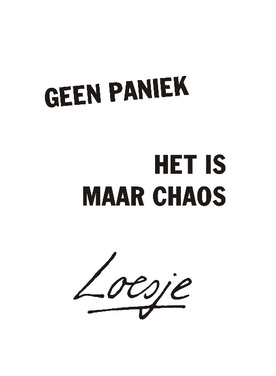 GEEN PANIEK
HET IS
MAAR CHAOS
Loesje